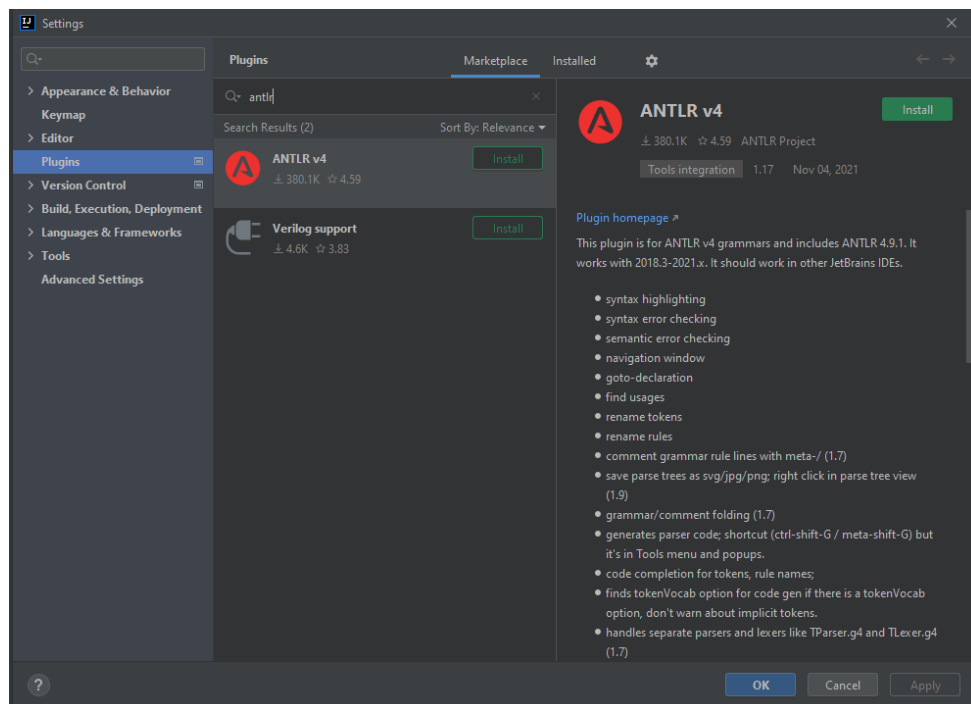 Settings
Plugins
Marketplace
Installed
Appearance & Behavior
Keymap
Editor
Plugins
Version Control
Build, Execution, Deployment
Languages & Frameworks
Tools
Advanced Settings
antlr
Search Results (2)
Sort By: Relevance
ANTLR v4
Install
380.1K 4.59
Verilog support
Install
4.6K 3.83
ANTLR v4
Install
380.1K 4.59 ANTLR Project
Tools integration 1.17 Nov 04, 2021
Plugin homepage ↗
This plugin is for ANTLR v4 grammars and includes ANTLR 4.9.1. It
works with 2018.3-2021.x. It should work in other JetBrains IDEs.
• syntax highlighting
• syntax error checking
• semantic error checking
• navigation window
• goto-declaration
• find usages
• rename tokens
• rename rules
• comment grammar rule lines with meta-/ (1.7)
• save parse trees as svg/jpg/png; right click in parse tree view
(1.9)
• grammar/comment folding (1.7)
• generates parser code; shortcut (ctrl-shift-G / meta-shift-G) but
it's in Tools menu and popups.
• code completion for tokens, rule names;
• finds tokenVocab option for code gen if there is a tokenVocab
option, don't warn about implicit tokens.
• handles separate parsers and lexers like TParser.g4 and TLexer.g4
(1.7)
?
OK
Cancel
Apply